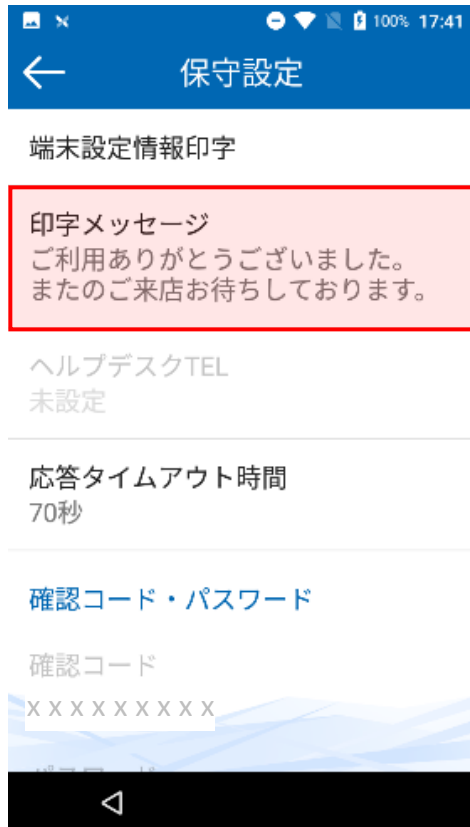 100% 17:41
保守設定
端末設定情報印字
印字メッセージ
ご利用ありがとうございました。
またのご来店お待ちしております。
ヘルプデスクTEL
未設定
応答タイムアウト時間
70秒
確認コード・パスワード
確認コード
x x x x x x x x x